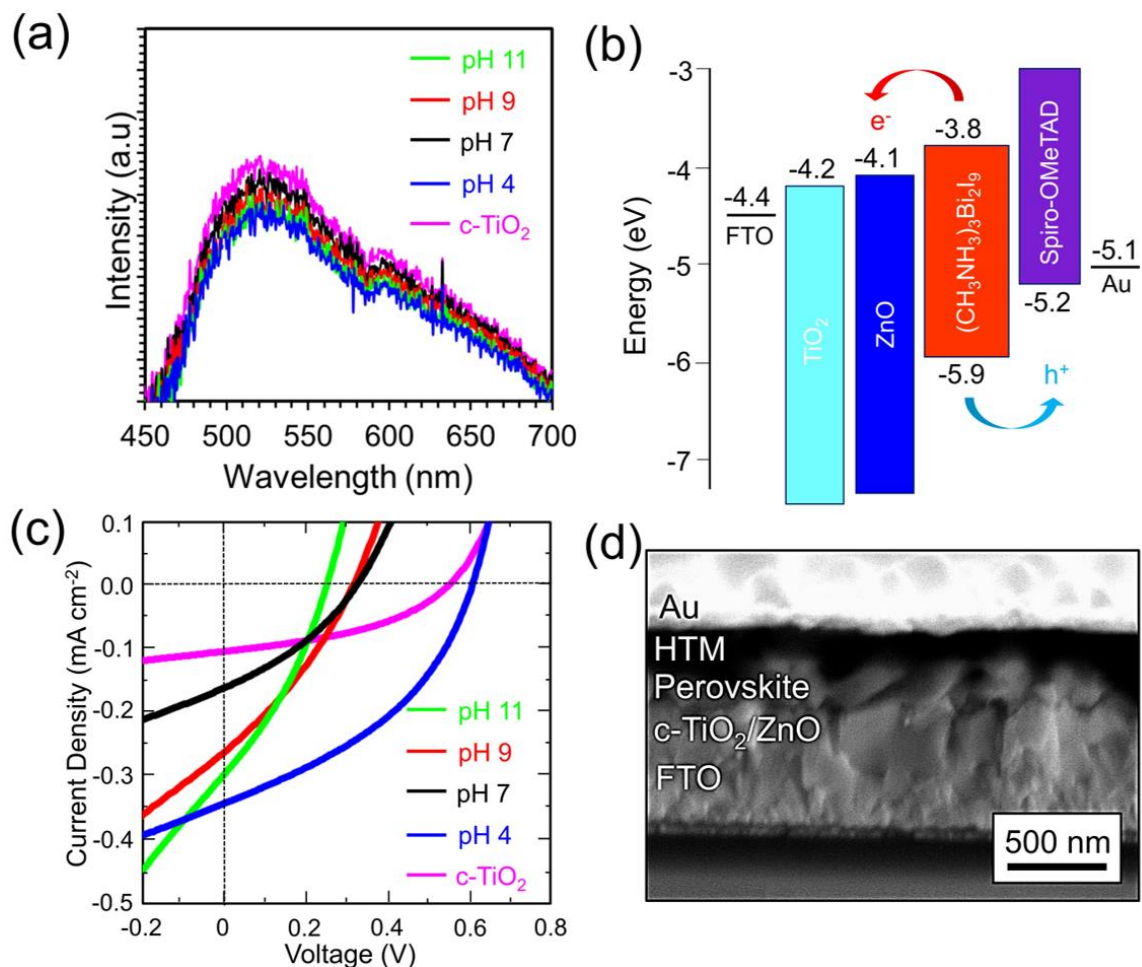 (a)
pH 11
pH 9
pH 7
pH 4
c-TiO₂
Intensity (a.u)
450 500 550 600 650 700
Wavelength (nm)
(b)
-3
-4
-5
-6
-7
Energy (eV)
-4.4
FTO
-4.2
TiO₂
-4.1
ZnO
e⁻
-3.8
(CH₃NH₃)₃Bi₂I₉
-5.9
h⁺
Spiro-OMeTAD
-5.2
-5.1
Au
(c)
0.1
0.0
-0.1
-0.2
-0.3
-0.4
-0.5
Current Density (mA cm⁻²)
pH 11
pH 9
pH 7
pH 4
c-TiO₂
-0.2 0 0.2 0.4 0.6 0.8
Voltage (V)
(d)
Au
HTM
Perovskite
c-TiO₂/ZnO
FTO
500 nm